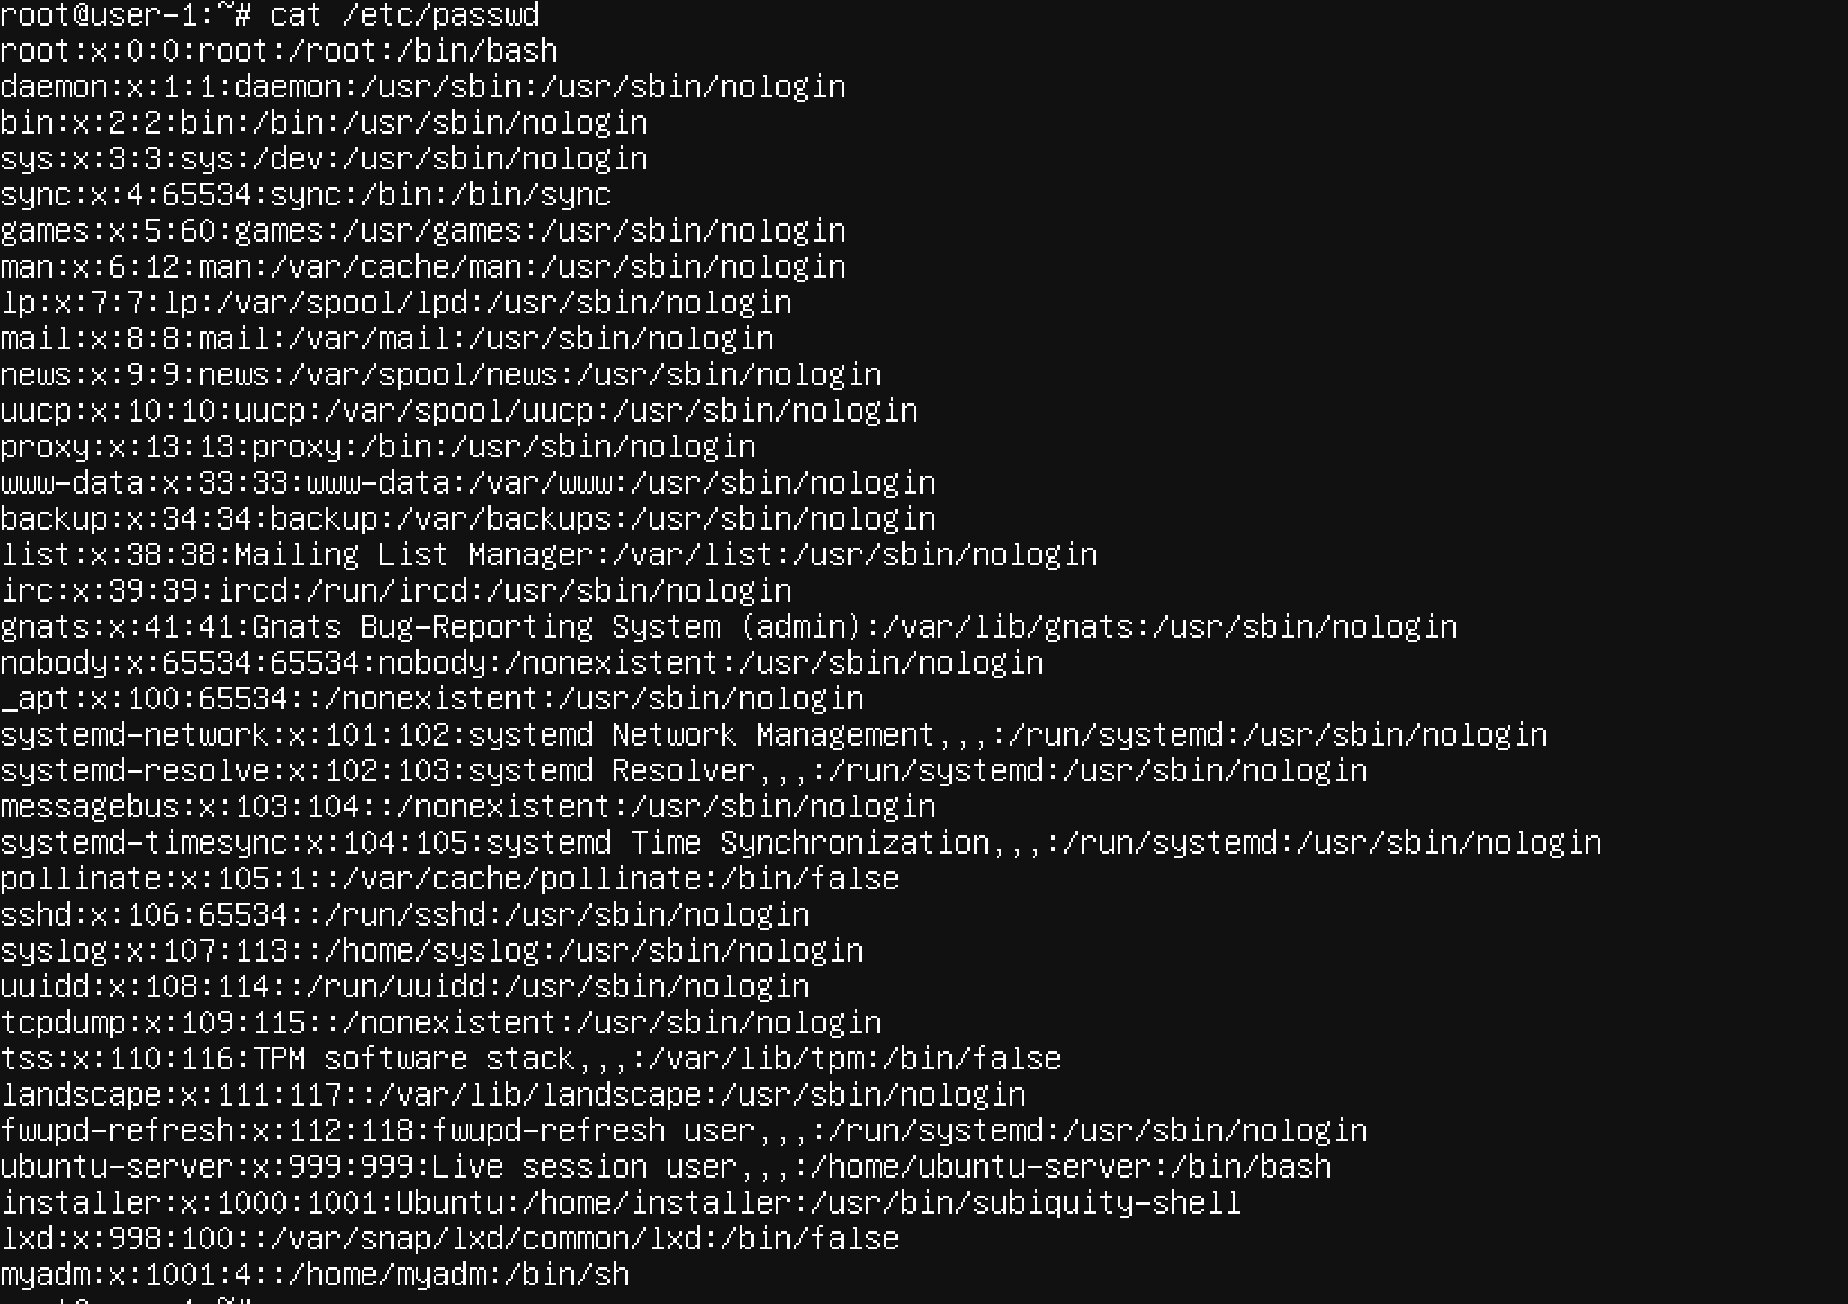 root@user-1:~# cat /etc/passwd
root:x:0:0:root:/root:/bin/bash
daemon:x:1:1:daemon:/usr/sbin:/usr/sbin/nologin
bin:x:2:2:bin:/bin:/usr/sbin/nologin
sys:x:3:3:sys:/dev:/usr/sbin/nologin
sync:x:4:65534:sync:/bin:/bin/sync
games:x:5:60:games:/usr/games:/usr/sbin/nologin
man:x:6:12:man:/var/cache/man:/usr/sbin/nologin
lp:x:7:7:lp:/var/spool/lpd:/usr/sbin/nologin
mail:x:8:8:mail:/var/mail:/usr/sbin/nologin
news:x:9:9:news:/var/spool/news:/usr/sbin/nologin
uucp:x:10:10:uucp:/var/spool/uucp:/usr/sbin/nologin
proxy:x:13:13:proxy:/bin:/usr/sbin/nologin
www-data:x:33:33:www-data:/var/www:/usr/sbin/nologin
backup:x:34:34:backup:/var/backups:/usr/sbin/nologin
list:x:38:38:Mailing List Manager:/var/list:/usr/sbin/nologin
irc:x:39:39:ircd:/run/ircd:/usr/sbin/nologin
gnats:x:41:41:Gnats Bug-Reporting System (admin):/var/lib/gnats:/usr/sbin/nologin
nobody:x:65534:65534:nobody:/nonexistent:/usr/sbin/nologin
_apt:x:100:65534::/nonexistent:/usr/sbin/nologin
systemd-network:x:101:102:systemd Network Management,,,:/run/systemd:/usr/sbin/nologin
systemd-resolve:x:102:103:systemd Resolver,,,:/run/systemd:/usr/sbin/nologin
messagebus:x:103:104::/nonexistent:/usr/sbin/nologin
systemd-timesync:x:104:105:systemd Time Synchronization,,,:/run/systemd:/usr/sbin/nologin
pollinate:x:105:1::/var/cache/pollinate:/bin/false
sshd:x:106:65534::/run/sshd:/usr/sbin/nologin
syslog:x:107:113::/home/syslog:/usr/sbin/nologin
uuidd:x:108:114::/run/uuidd:/usr/sbin/nologin
tcpdump:x:109:115::/nonexistent:/usr/sbin/nologin
tss:x:110:116:TPM software stack,,,:/var/lib/tpm:/bin/false
landscape:x:111:117::/var/lib/landscape:/usr/sbin/nologin
fwupd-refresh:x:112:118:fwupd-refresh user,,,:/run/systemd:/usr/sbin/nologin
ubuntu-server:x:999:999:Live session user,,,:/home/ubuntu-server:/bin/bash
installer:x:1000:1001:Ubuntu:/home/installer:/usr/bin/subiquity-shell
lxd:x:998:100::/var/snap/lxd/common/lxd:/bin/false
myadm:x:1001:4::/home/myadm:/bin/sh